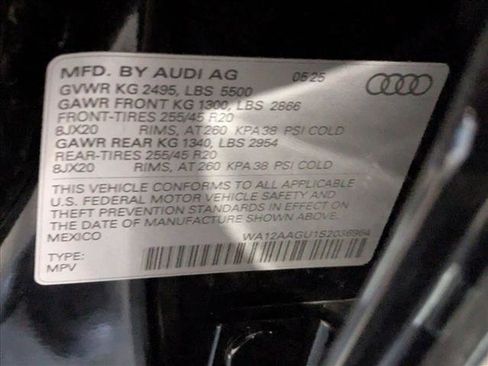 MFD. BY AUDI AG 05/25
GVWR KG 2495, LBS 5500
GAWR FRONT KG 1300, LBS 2866
FRONT-TIRES 255/45 R20
8JX20 RIMS, AT 260 KPA 38 PSI COLD
GAWR REAR KG 1340, LBS 2954
REAR-TIRES 255/45 R20
8JX20 RIMS, AT 260 KPA 38 PSI COLD
THIS VEHICLE CONFORMS TO ALL APPLICABLE
U.S. FEDERAL MOTOR VEHICLE SAFETY AND
THEFT PREVENTION STANDARDS IN EFFECT ON
THE DATE OF MANUFACTURE SHOWN ABOVE.
MEXICO WA12AAGU1S2036964
TYPE:
MPV